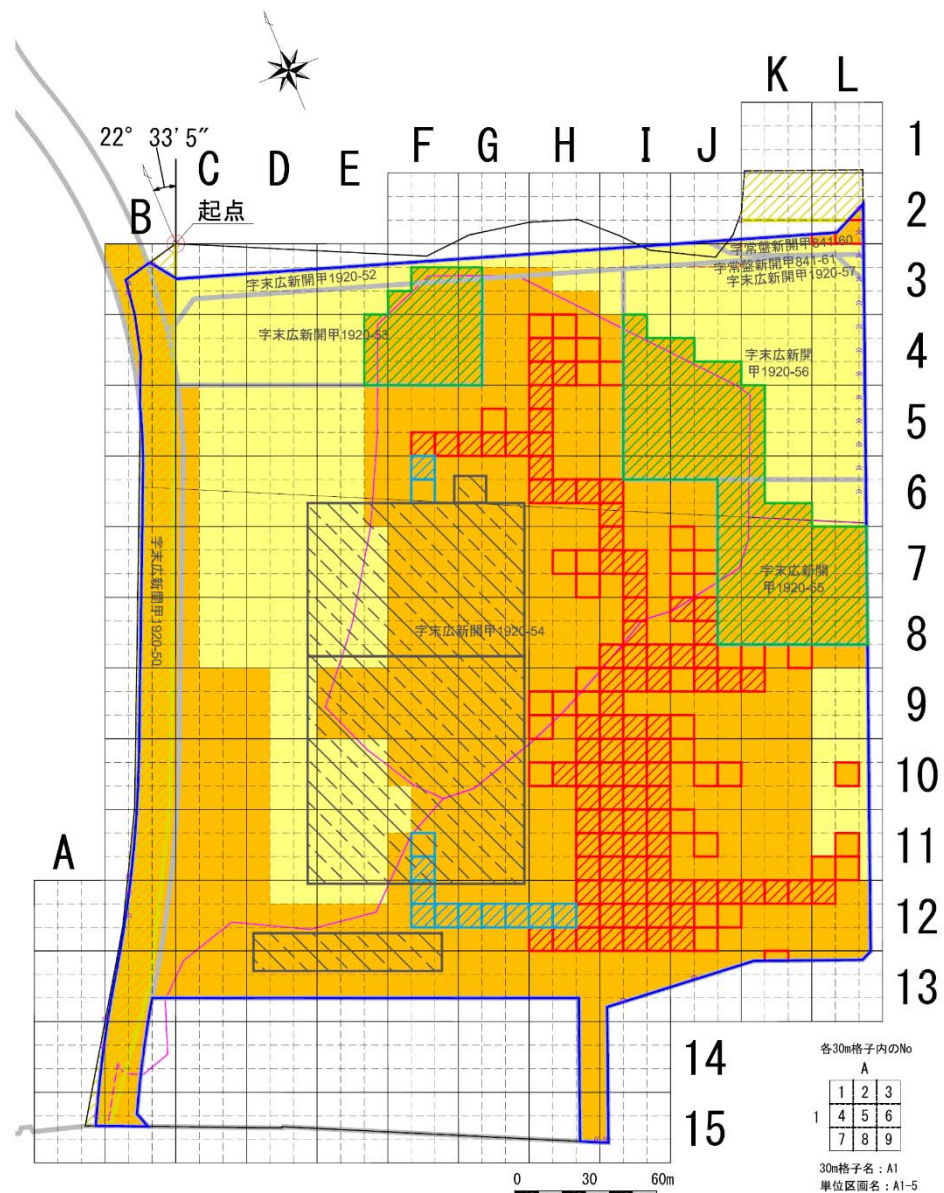 K L
1
22° 33' 5"
F G H I J
C D E
起点
B
2
字常盤新開甲841-60
字常盤新開甲841-61
字末広新開甲1920-52
字末広新開甲1920-57
3
字末広新開甲1920-53
4
字末広新開
甲1920-56
5
6
字末広新開甲1920-50
7
字末広新開
甲1920-55
字末広新開甲1920-54
8
9
10
A
11
12
13
14
15
各30m格子内のNo
A
1 2 3
1 4 5 6
7 8 9
30m格子名：A1
単位区画名：A1-5
0 30 60m